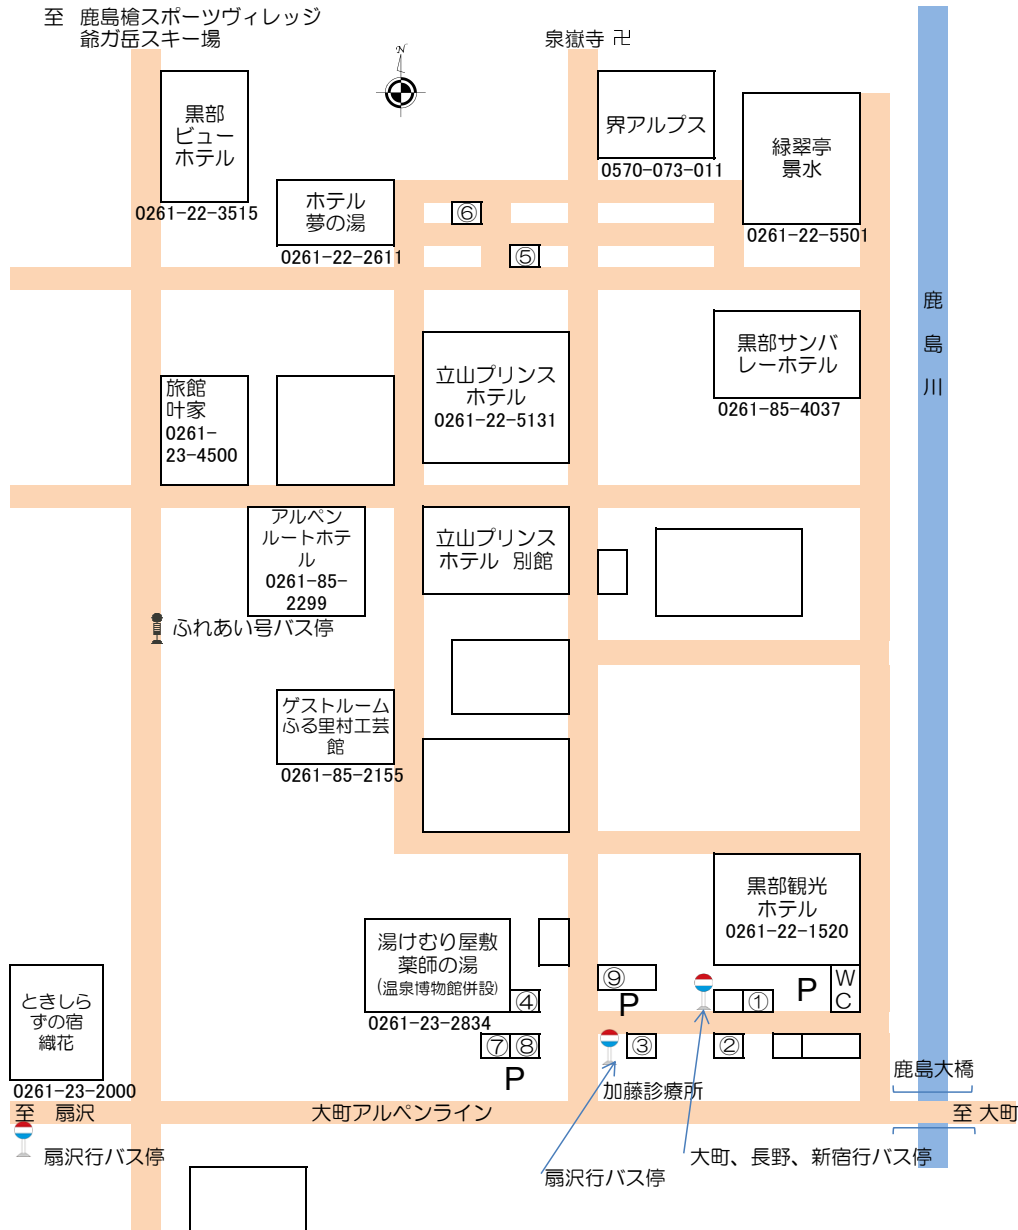 至 鹿島槍スポーツヴィレッジ
爺ガ岳スキー場
泉嶽寺 卍
N
黒部
ビュー
ホテル
0261-22-3515
ホテル
夢の湯
0261-22-2611
界アルプス
0570-073-011
緑翠亭
景水
0261-22-5501
⑥
⑤
鹿
島
川
黒部サンバ
レーホテル
0261-85-4037
立山プリンス
ホテル
0261-22-5131
旅館
叶家
0261-
23-4500
アルペン
ルートホテ
ル
0261-85-
2299
立山プリンス
ホテル 別館
ふれあい号バス停
ゲストルーム
ふる里村工芸
館
0261-85-2155
黒部観光
ホテル
0261-22-1520
湯けむり屋敷
薬師の湯
(温泉博物館併設)
0261-23-2834
④
⑨
P
①
P
W
C
ときしら
ずの宿
織花
0261-23-2000
⑦
⑧
P
③
②
加藤診療所
鹿島大橋
至 扇沢
大町アルペンライン
至 大町
扇沢行バス停
扇沢行バス停
大町、長野、新宿行バス停